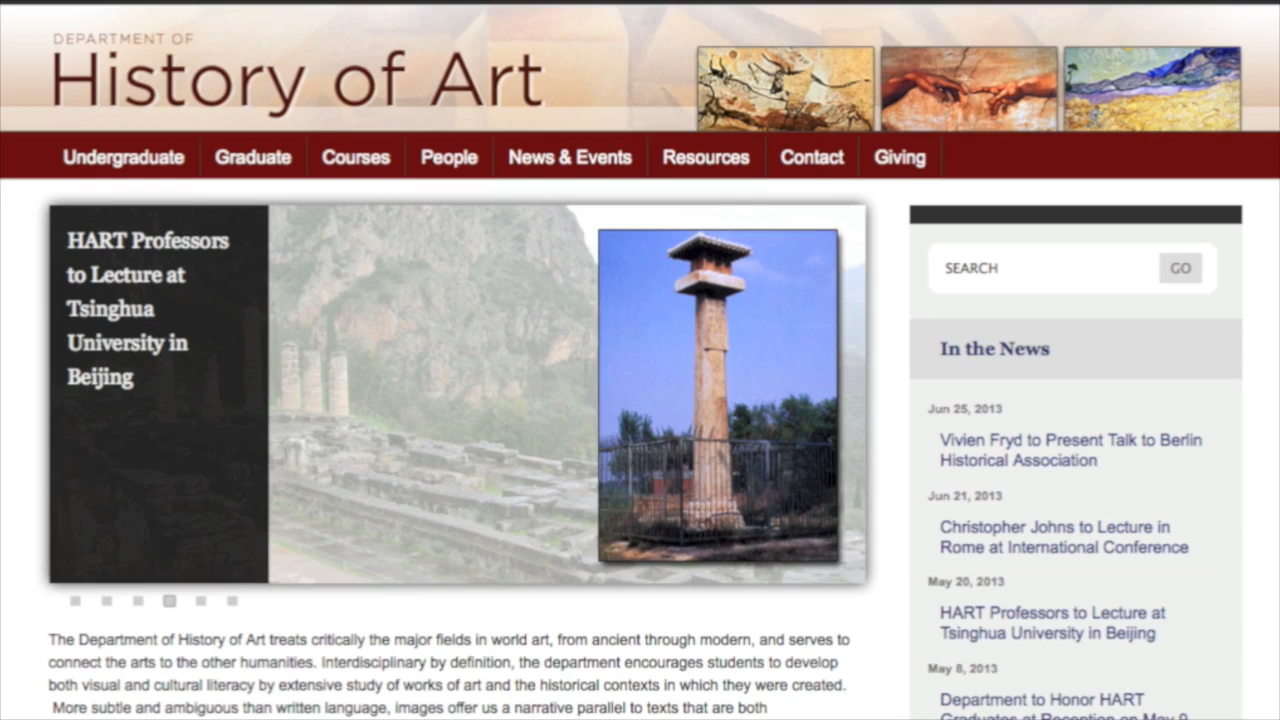 DEPARTMENT OF
History of Art
Undergraduate Graduate Courses People News & Events Resources Contact Giving
HART Professors
to Lecture at
Tsinghua
University in
Beijing
SEARCH GO
In the News
Jun 25, 2013
Vivien Fryd to Present Talk to Berlin
Historical Association
Jun 21, 2013
Christopher Johns to Lecture in
Rome at International Conference
May 20, 2013
HART Professors to Lecture at
Tsinghua University in Beijing
May 8, 2013
Department to Honor HART
Graduates at Reception on May 9
The Department of History of Art treats critically the major fields in world art, from ancient through modern, and serves to
connect the arts to the other humanities. Interdisciplinary by definition, the department encourages students to develop
both visual and cultural literacy by extensive study of works of art and the historical contexts in which they were created.
More subtle and ambiguous than written language, images offer us a narrative parallel to texts that are both